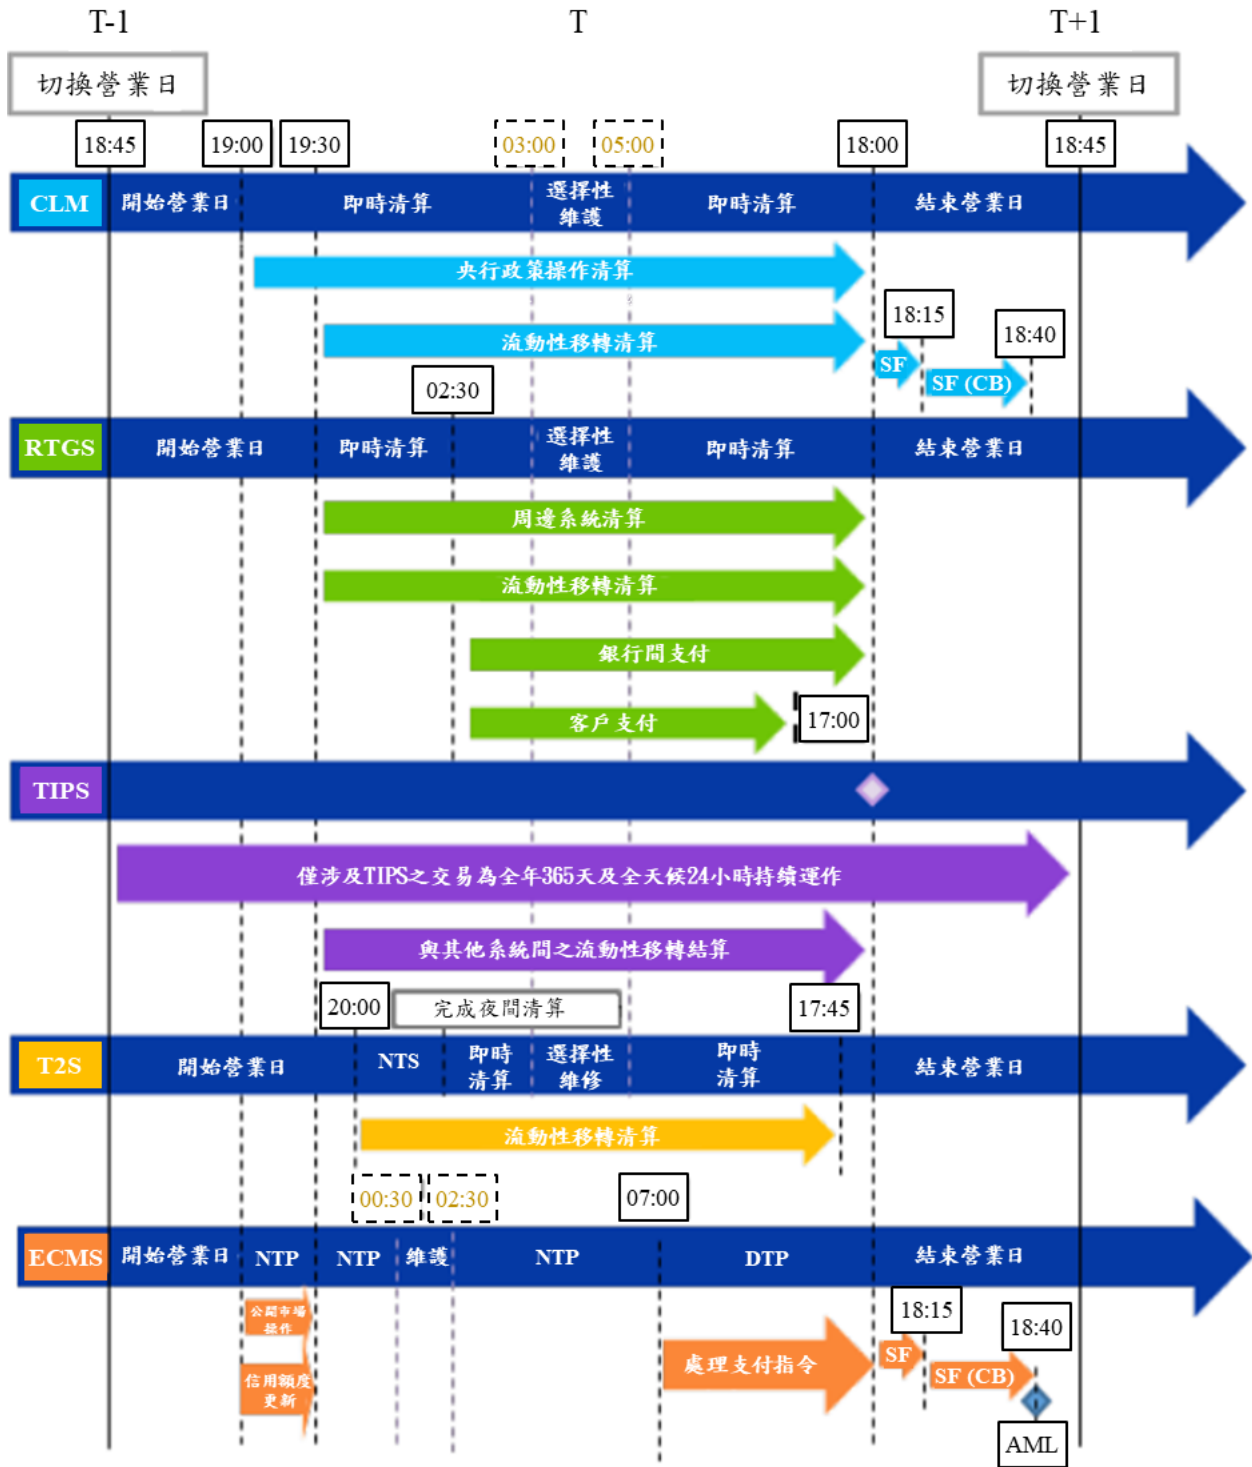 T-1
T
T+1
切換營業日
切換營業日
18:45
19:00
19:30
03:00
05:00
18:00
18:45
CLM
開始營業日
即時清算
選擇性
維護
即時清算
結束營業日
央行政策操作清算
18:15
18:40
流動性移轉清算
SF
SF (CB)
02:30
RTGS
開始營業日
即時清算
選擇性
維護
即時清算
結束營業日
周邊系統清算
流動性移轉清算
銀行間支付
客戶支付
17:00
TIPS
僅涉及TIPS之交易為全年365天及全天候24小時持續運作
與其他系統間之流動性移轉結算
20:00
完成夜間清算
17:45
T2S
開始營業日
NTS
即時
清算
選擇性
維修
即時
清算
結束營業日
流動性移轉清算
00:30
02:30
07:00
ECMS
開始營業日
NTP
NTP
維護
NTP
DTP
結束營業日
公開市場
操作
18:15
18:40
信用額度
更新
處理支付指令
SF
SF (CB)
AML